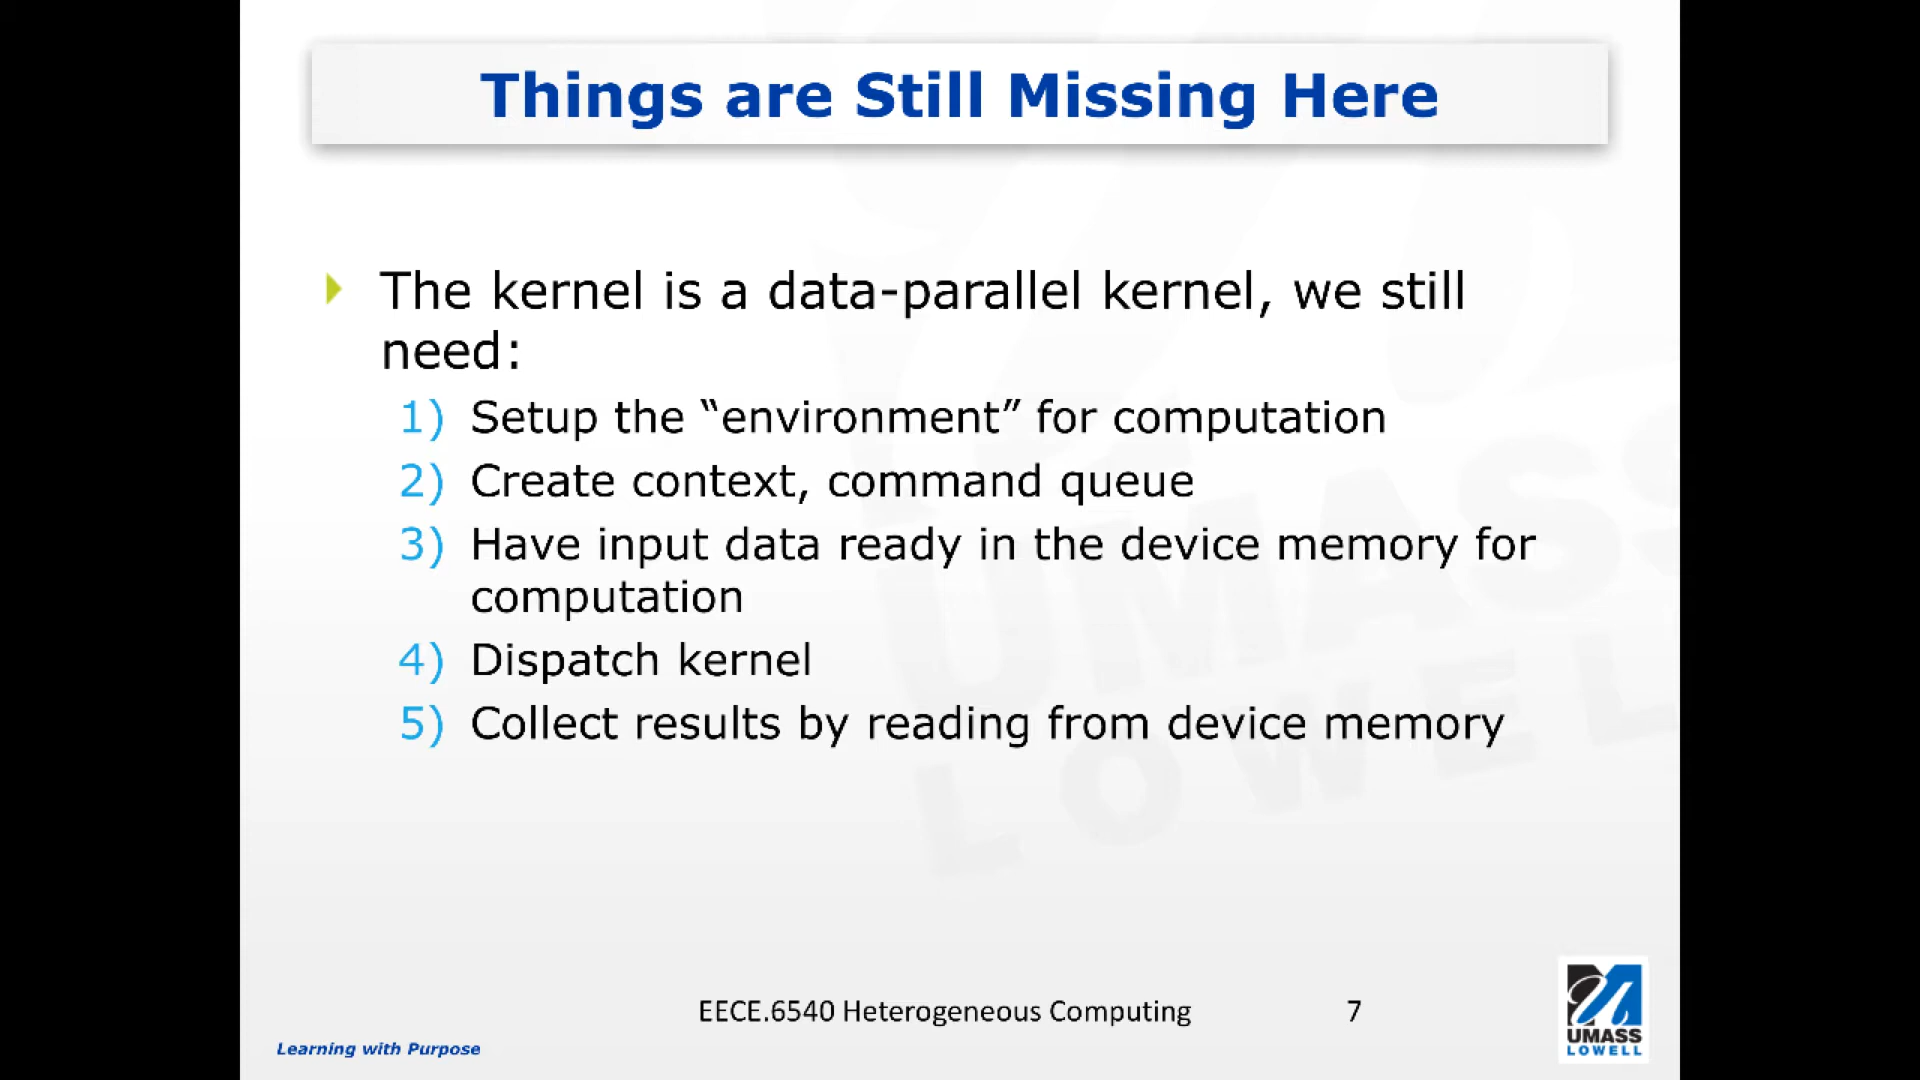 Things are Still Missing Here
The kernel is a data-parallel kernel, we still
need:
1) Setup the “environment” for computation
2) Create context, command queue
3) Have input data ready in the device memory for
computation
4) Dispatch kernel
5) Collect results by reading from device memory
UMASS
LOWELL
EECE.6540 Heterogeneous Computing 7
Learning with Purpose
UMASS
LOWELL